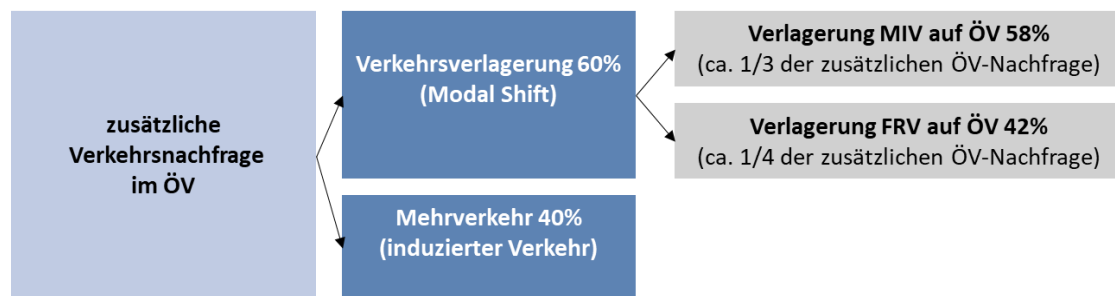 zusätzliche
Verkehrsnachfrage
im ÖV
Verkehrsverlagerung 60%
(Modal Shift)
Mehrverkehr 40%
(induzierter Verkehr)
Verlagerung MIV auf ÖV 58%
(ca. 1/3 der zusätzlichen ÖV-Nachfrage)
Verlagerung FRV auf ÖV 42%
(ca. 1/4 der zusätzlichen ÖV-Nachfrage)